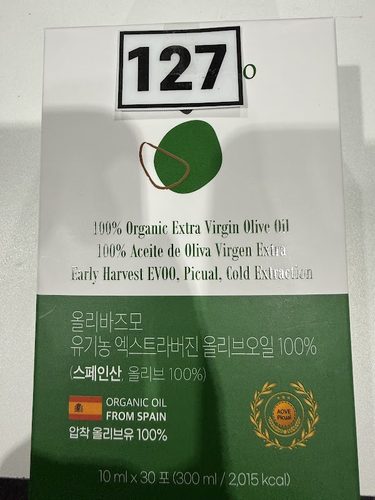 127
o
100% Organic Extra Virgin Olive Oil
100% Aceite de Oliva Virgen Extra
Early Harvest EVOO, Picual, Cold Extraction
올리바즈모
유기농 엑스트라버진 올리브오일 100%
(스페인산, 올리브 100%)
ORGANIC OIL
FROM SPAIN
압착 올리브유 100%
AOVE
Picual
10 ml x 30 포 (300 ml / 2,015 kcal)